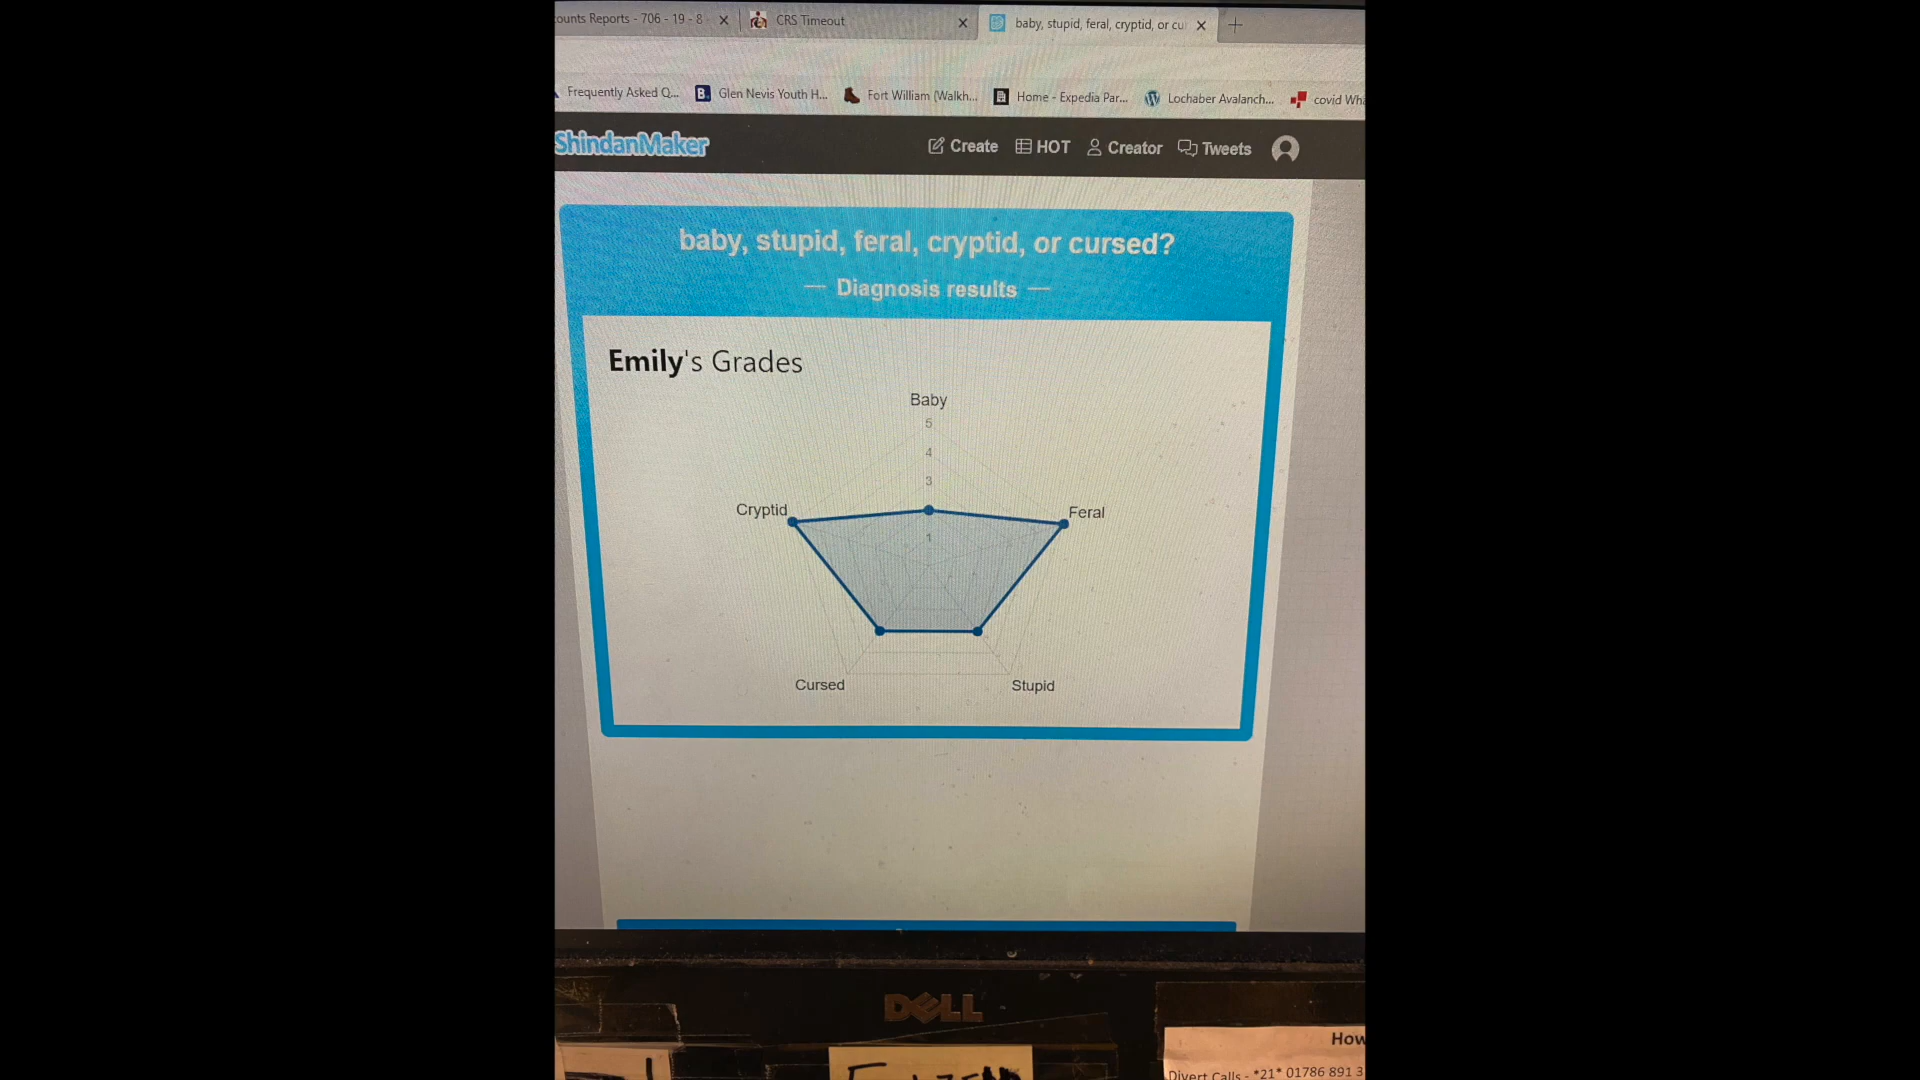 ounts Reports - 706 - 19 - 8
CRS Timeout
baby, stupid, feral, cryptid, or cu
Frequently Asked Q...
B.
Glen Nevis Youth H...
Fort William (Walkh...
Home - Expedia Par...
Lochaber Avalanch...
covid Wha
ShindanMaker
Create
HOT
Creator
Tweets
baby, stupid, feral, cryptid, or cursed?
— Diagnosis results —
Emily's Grades
Baby
5
4
3
1
Cryptid
Feral
Cursed
Stupid
DELL
How
Divert Calls - *21* 01786 891 3